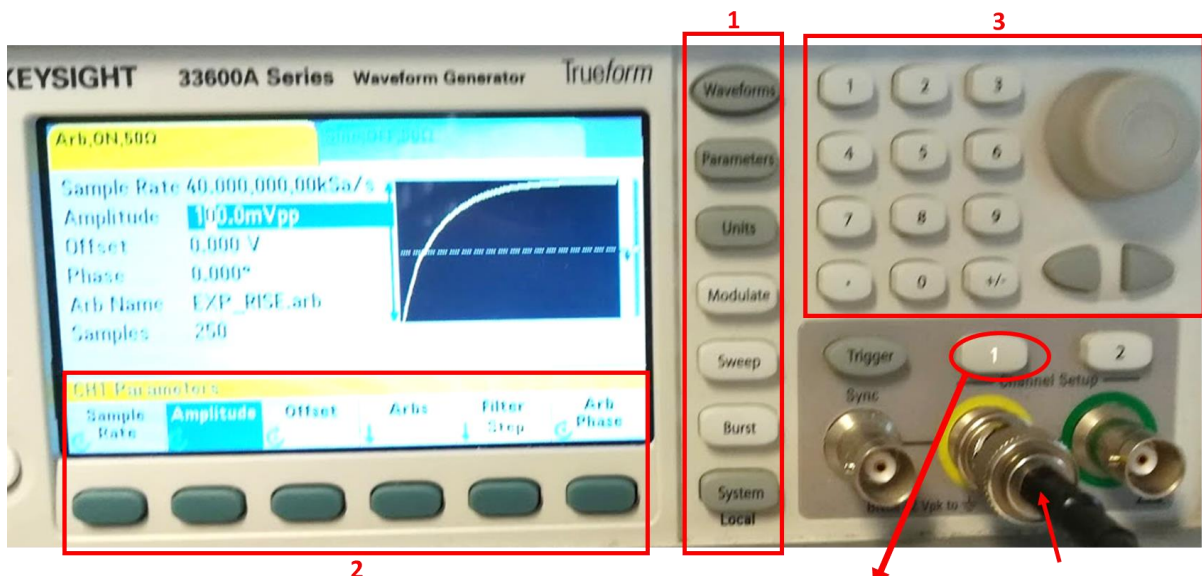 1
3
KEYSIGHT 33600A Series Waveform Generator Trueform
Arb,ON,50Ω
Sample Rate 40.000,000,00kSa/s
Amplitude 100.0mVpp
Offset 0.000 V
Phase 0.000°
Arb Name EXP_RISE.arb
Samples 250
CH1 Parameters
Sample Rate
Amplitude
Offset
Arbs
Filter Step
Arb Phase
Waveforms
Parameters
Units
Modulate
Sweep
Burst
System
Local
1 2 3
4 5 6
7 8 9
. 0 +/-
Trigger
1
2
Channel Setup
Sync
Vpk to
2